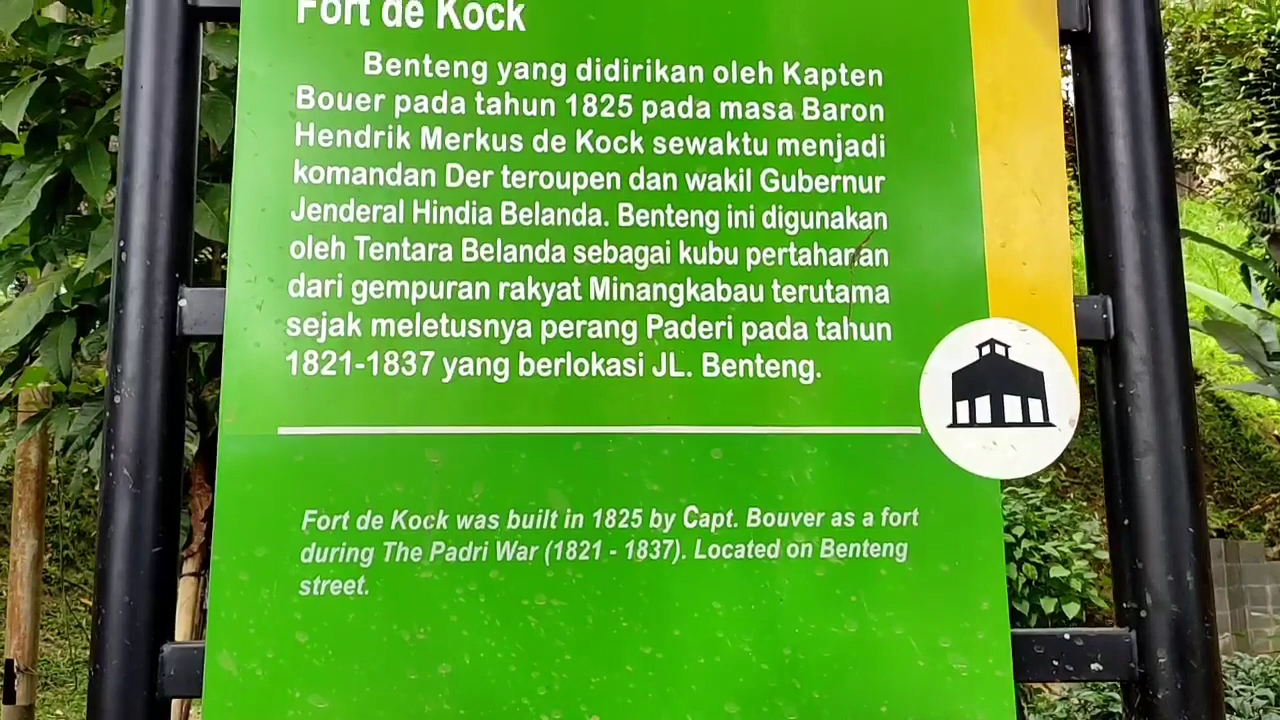 Fort de Kock
Benteng yang didirikan oleh Kapten
Bouer pada tahun 1825 pada masa Baron
Hendrik Merkus de Kock sewaktu menjadi
komandan Der teroupen dan wakil Gubernur
Jenderal Hindia Belanda. Benteng ini digunakan
oleh Tentara Belanda sebagai kubu pertahanan
dari gempuran rakyat Minangkabau terutama
sejak meletusnya perang Paderi pada tahun
1821-1837 yang berlokasi JL. Benteng.
Fort de Kock was built in 1825 by Capt. Bouver as a fort
during The Padri War (1821 - 1837). Located on Benteng
street.